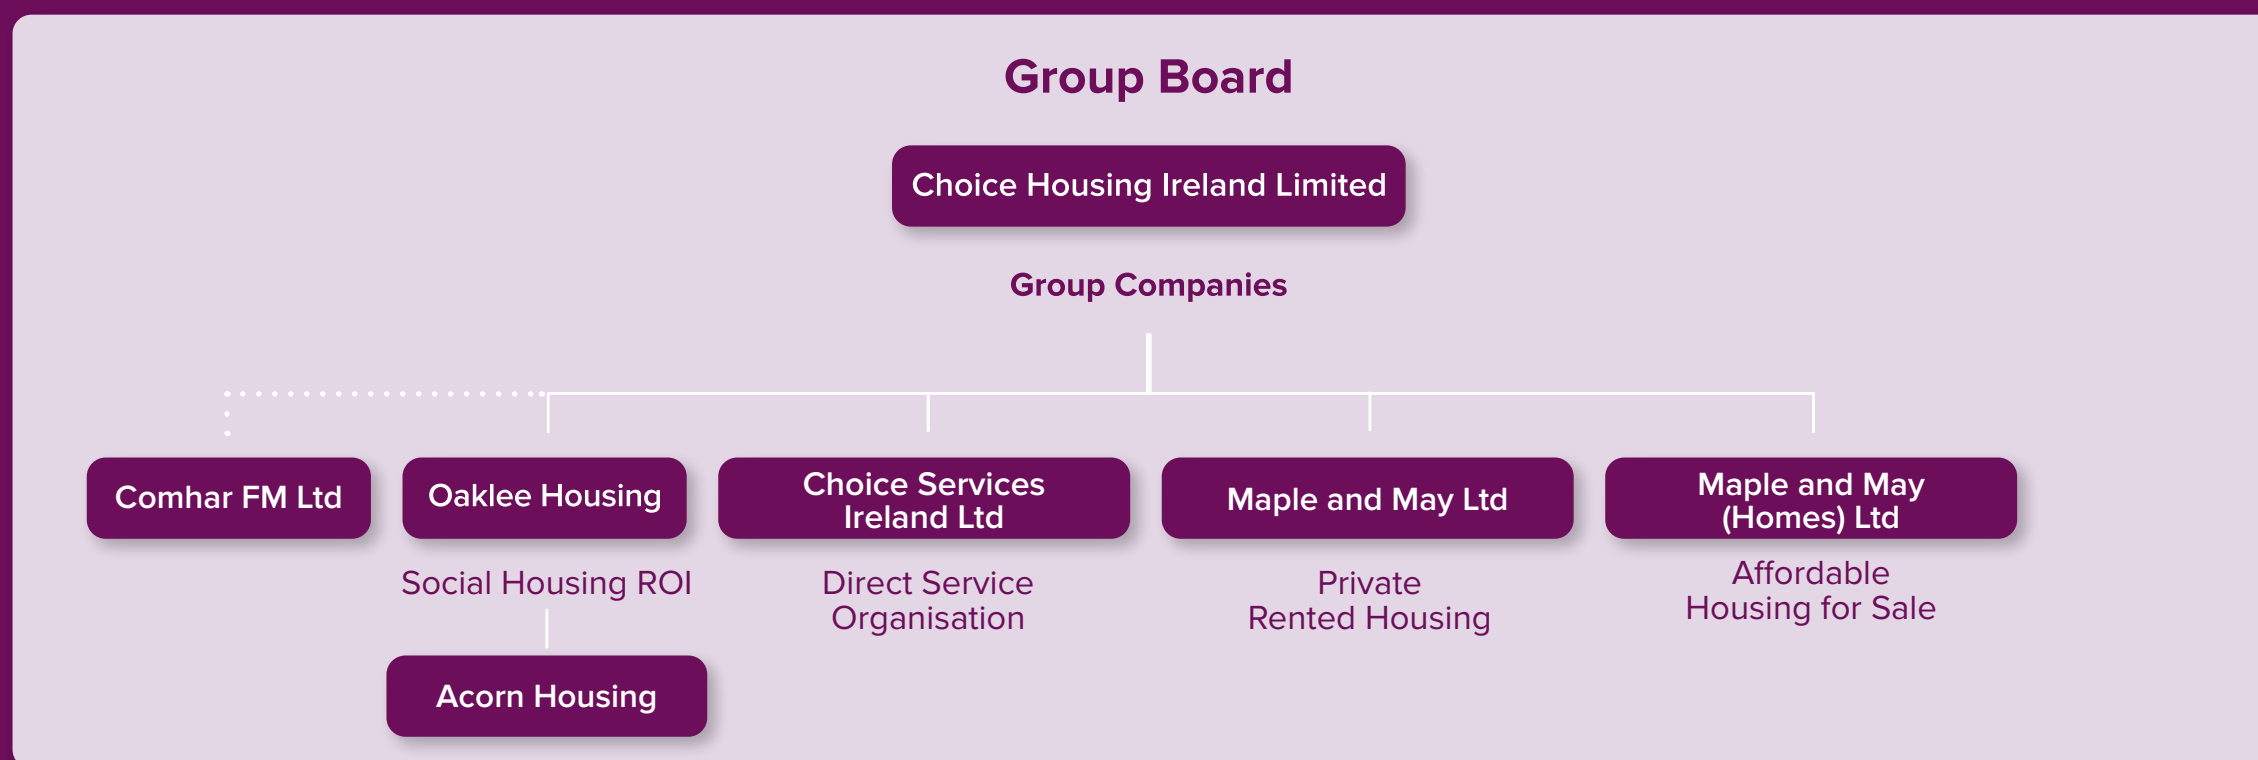 Group Board
Choice Housing Ireland Limited
Group Companies
Comhar FM Ltd
Oaklee Housing
Social Housing ROI
Acorn Housing
Choice Services
Ireland Ltd
Direct Service
Organisation
Maple and May Ltd
Private
Rented Housing
Maple and May
(Homes) Ltd
Affordable
Housing for Sale